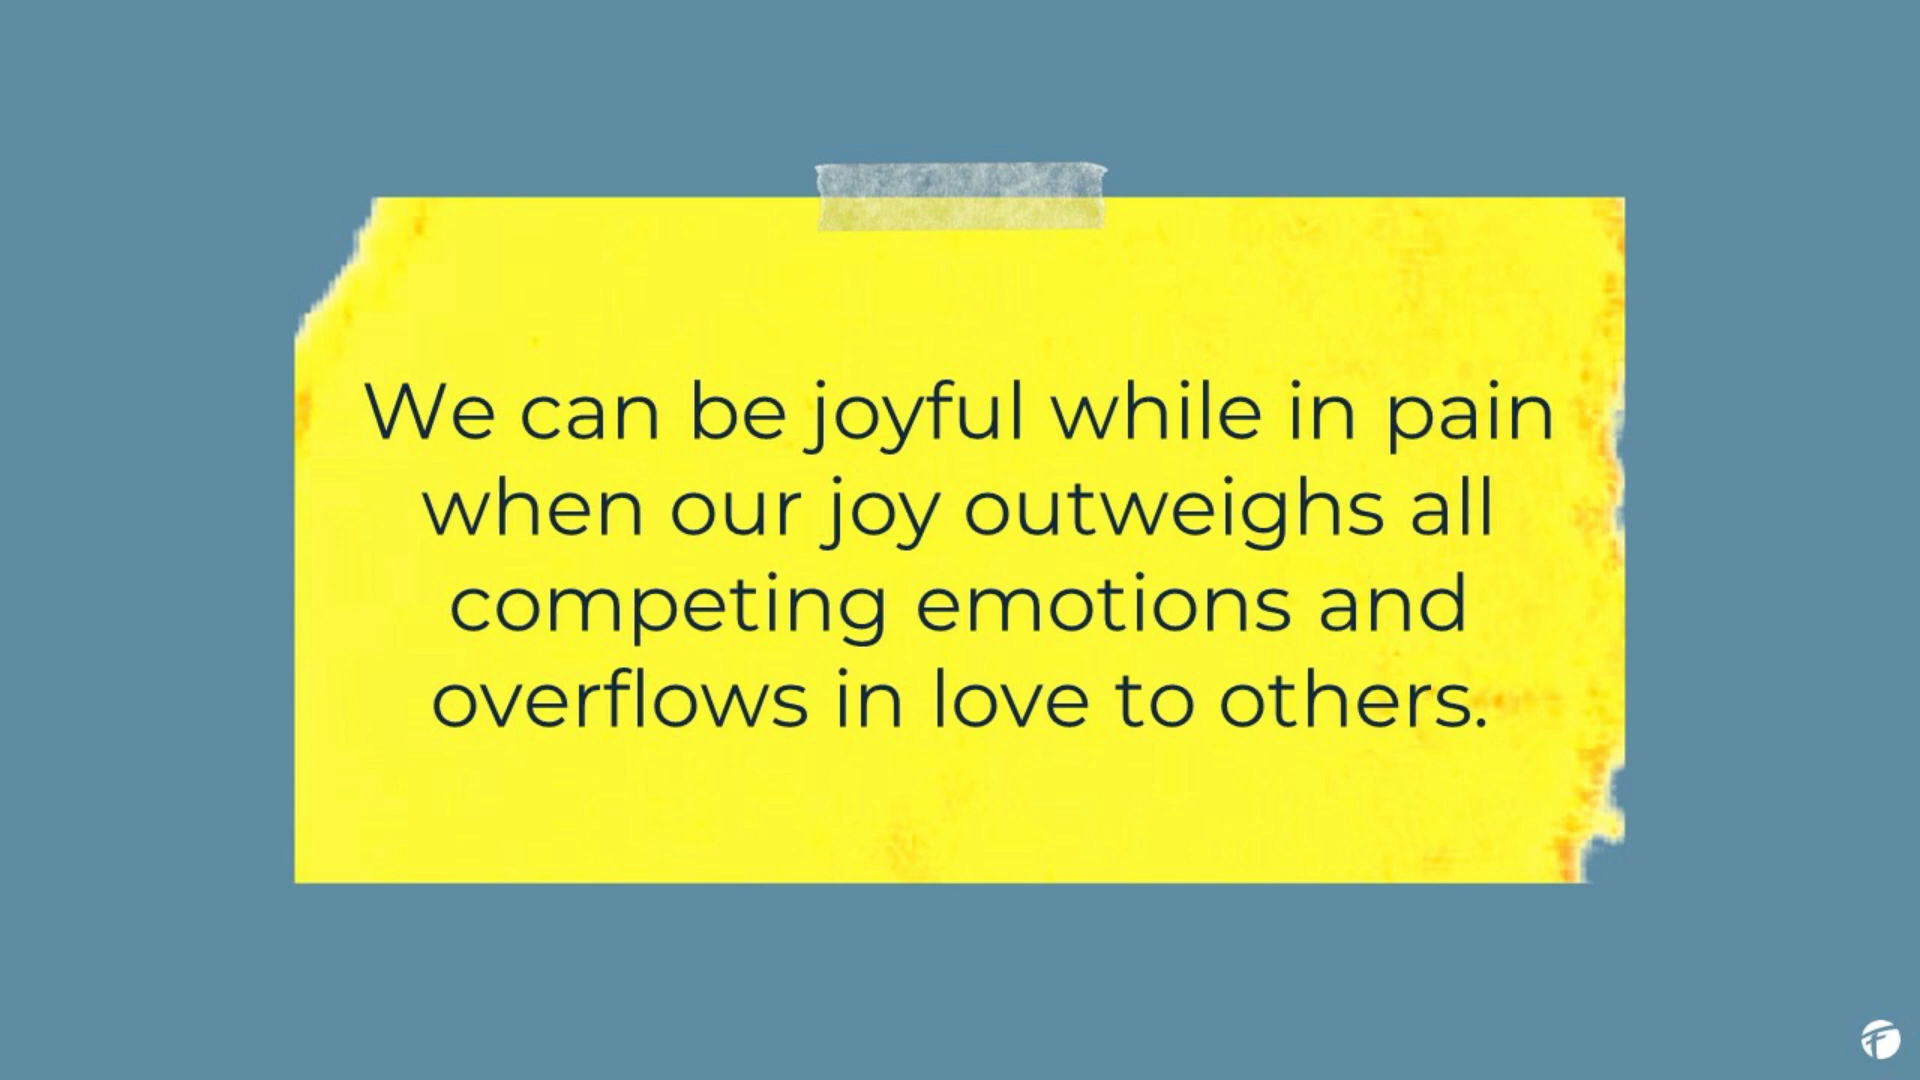 We can be joyful while in pain
when our joy outweighs all
competing emotions and
overflows in love to others.